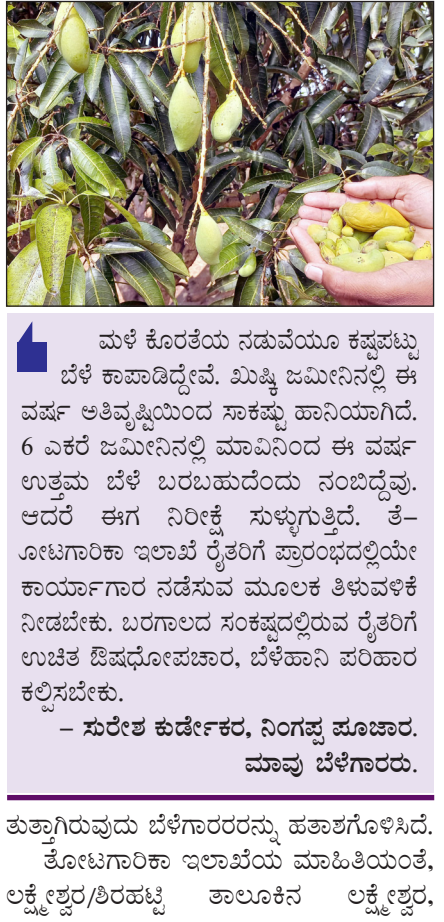 ಮಳೆ ಕೊರತೆಯ ನಡುವೆಯೂ ಕಷ್ಟಪಟ್ಟು
ಬೆಳೆ ಕಾಪಾಡಿದ್ದೇವೆ. ಖುಷ್ಕಿ ಜಮೀನಿನಲ್ಲಿ ಈ
ವರ್ಷ ಅತಿವೃಷ್ಟಿಯಿಂದ ಸಾಕಷ್ಟು ಹಾನಿಯಾಗಿದೆ.
6 ಎಕರೆ ಜಮೀನಿನಲ್ಲಿ ಮಾವಿನಿಂದ ಈ ವರ್ಷ
ಉತ್ತಮ ಬೆಳೆ ಬರಬಹುದೆಂದು ನಂಬಿದ್ದೆವು.
ಆದರೆ ಈಗ ನಿರೀಕ್ಷೆ ಸುಳ್ಳುಗುತ್ತಿದೆ. ತೆ–
ೋಟಗಾರಿಕಾ ಇಲಾಖೆ ರೈತರಿಗೆ ಪ್ರಾರಂಭದಲ್ಲಿಯೇ
ಕಾರ್ಯಾಗಾರ ನಡೆಸುವ ಮೂಲಕ ತಿಳುವಳಿಕೆ
ನೀಡಬೇಕು. ಬರಗಾಲದ ಸಂಕಷ್ಟದಲ್ಲಿರುವ ರೈತರಿಗೆ
ಉಚಿತ ಔಷಧೋಪಚಾರ, ಬೆಳೆಹಾನಿ ಪರಿಹಾರ
ಕಲ್ಪಿಸಬೇಕು.
– ಸುರೇಶ ಕುರ್ಡೇಕರ, ನಿಂಗಪ್ಪ ಪೂಜಾರ.
ಮಾವು ಬೆಳೆಗಾರರು.
ತುತ್ತಾಗಿರುವುದು ಬೆಳೆಗಾರರರನ್ನು ಹತಾಶಗೊಳಿಸಿದೆ.
ತೋಟಗಾರಿಕಾ ಇಲಾಖೆಯ ಮಾಹಿತಿಯಂತೆ,
ಲಕ್ಷ್ಮೇಶ್ವರ/ಶಿರಹಟ್ಟಿ ತಾಲೂಕಿನ ಲಕ್ಷ್ಮೇಶ್ವರ,